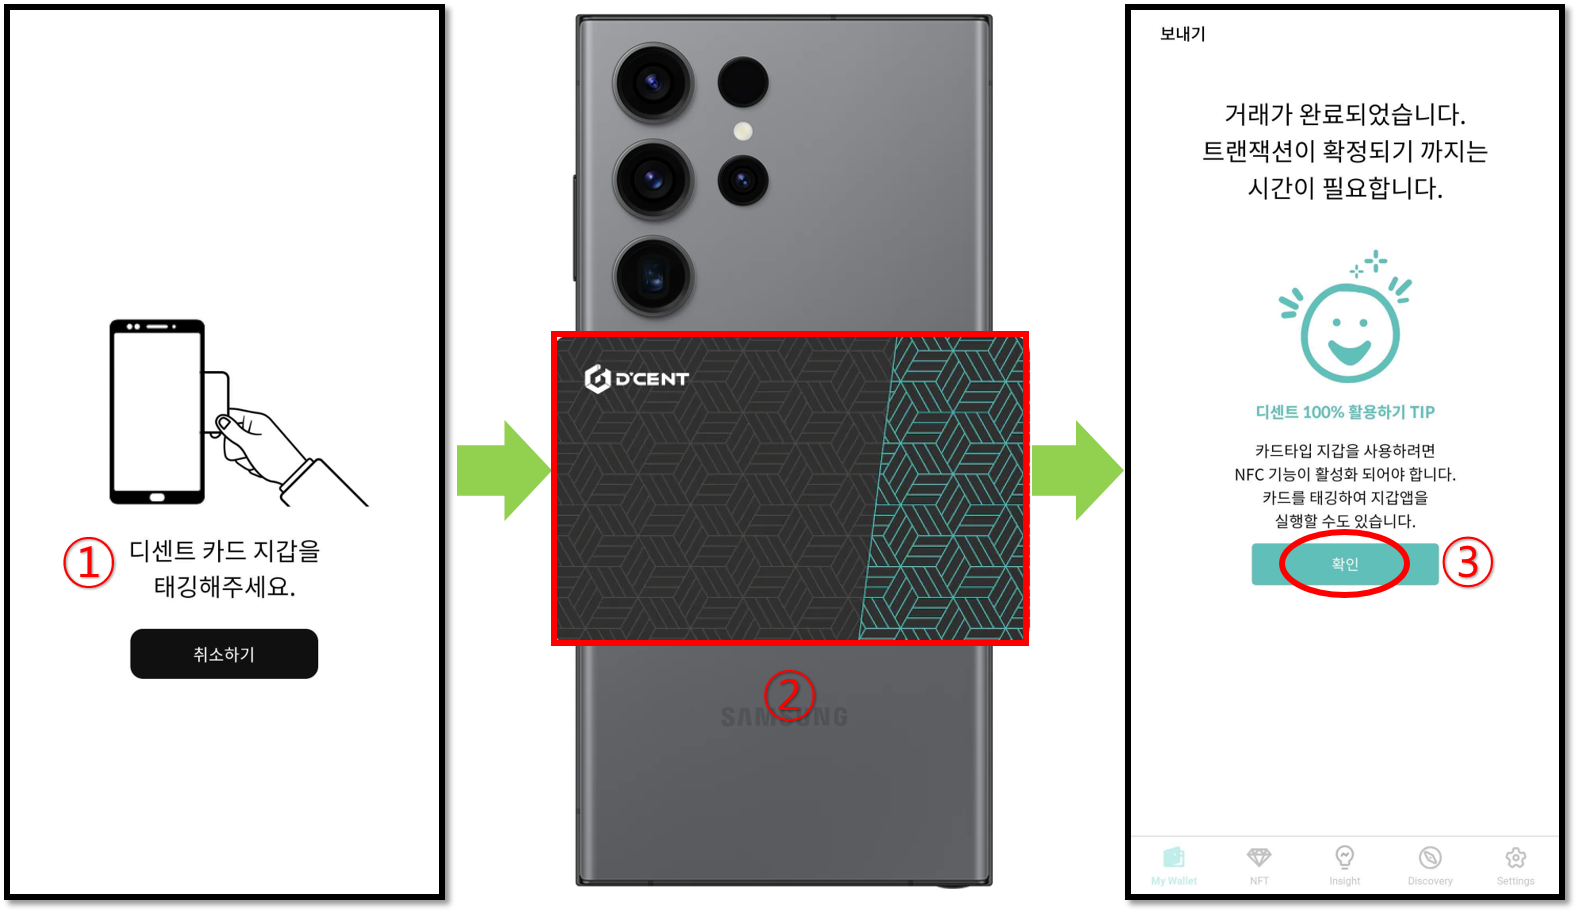 ①
디센트 카드 지갑을
태깅해주세요.
취소하기
D'CENT
②
SAMSUNG
보내기
거래가 완료되었습니다.
트랜잭션이 확정되기 까지는
시간이 필요합니다.
디센트 100% 활용하기 TIP
카드타입 지갑을 사용하려면
NFC 기능이 활성화 되어야 합니다.
카드를 태깅하여 지갑앱을
실행할 수도 있습니다.
확인
③
My Wallet
NFT
Insight
Discovery
Settings